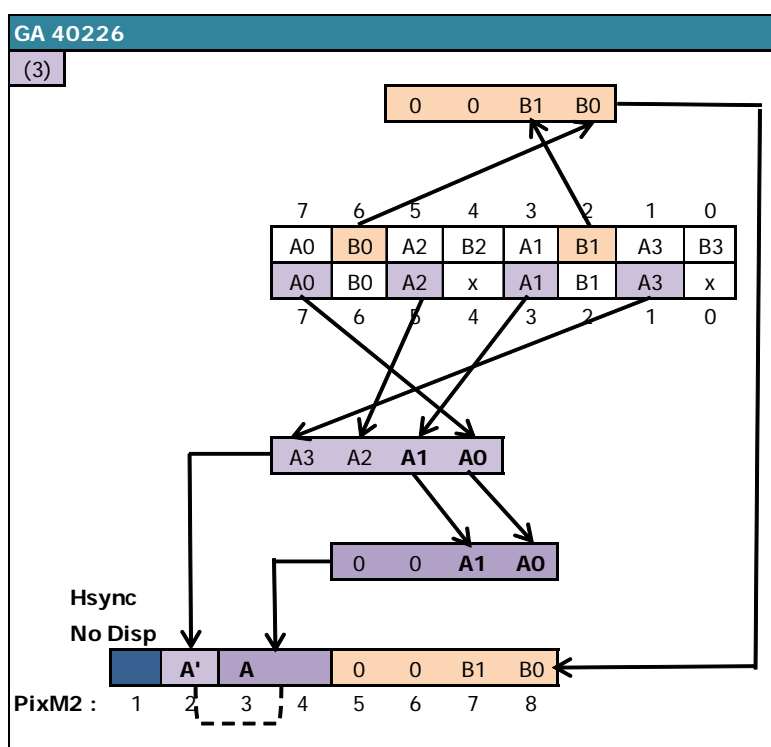 GA 40226
(3)
0 0 B1 B0
7 6 5 4 3 2 1 0
A0 B0 A2 B2 A1 B1 A3 B3
A0 B0 A2 x A1 B1 A3 x
7 6 5 4 3 2 1 0
A3 A2 A1 A0
0 0 A1 A0
Hsync
No Disp
A' A 0 0 B1 B0
PixM2 : 1 2 3 4 5 6 7 8